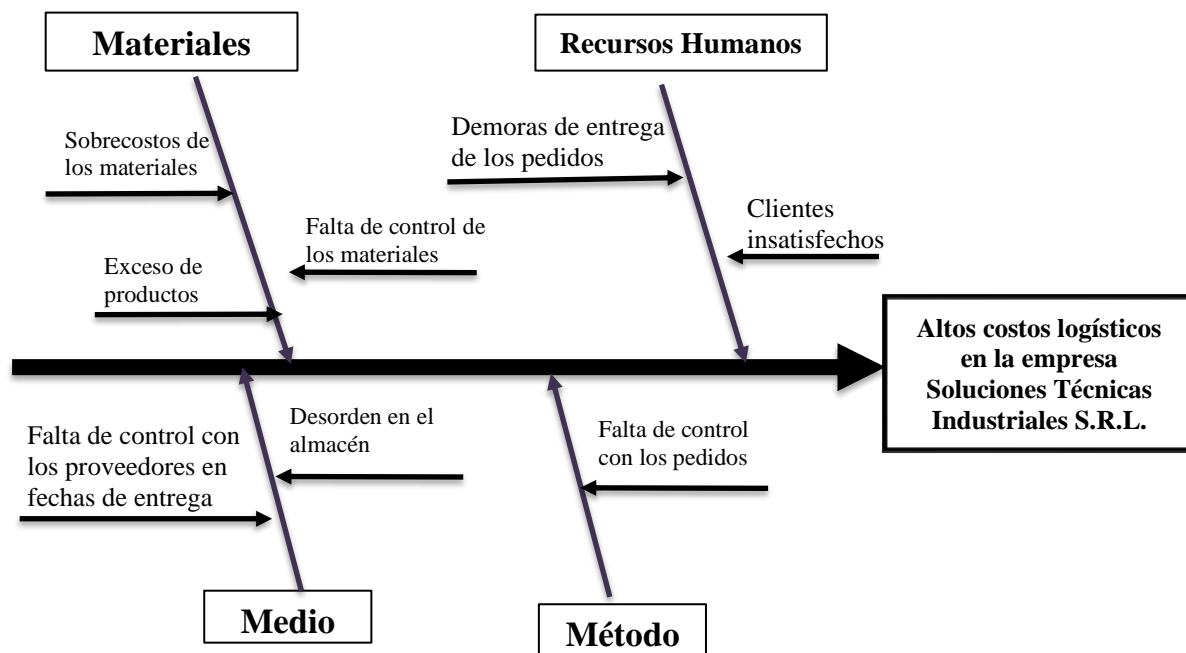 Materiales
Recursos Humanos
Sobrecostos de
los materiales
Demoras de entrega
de los pedidos
Falta de control de
los materiales
Clientes
insatisfechos
Exceso de
productos
Altos costos logísticos
en la empresa
Soluciones Técnicas
Industriales S.R.L.
Falta de control con
los proveedores en
fechas de entrega
Desorden en el
almacén
Falta de control
con los pedidos
Medio
Método